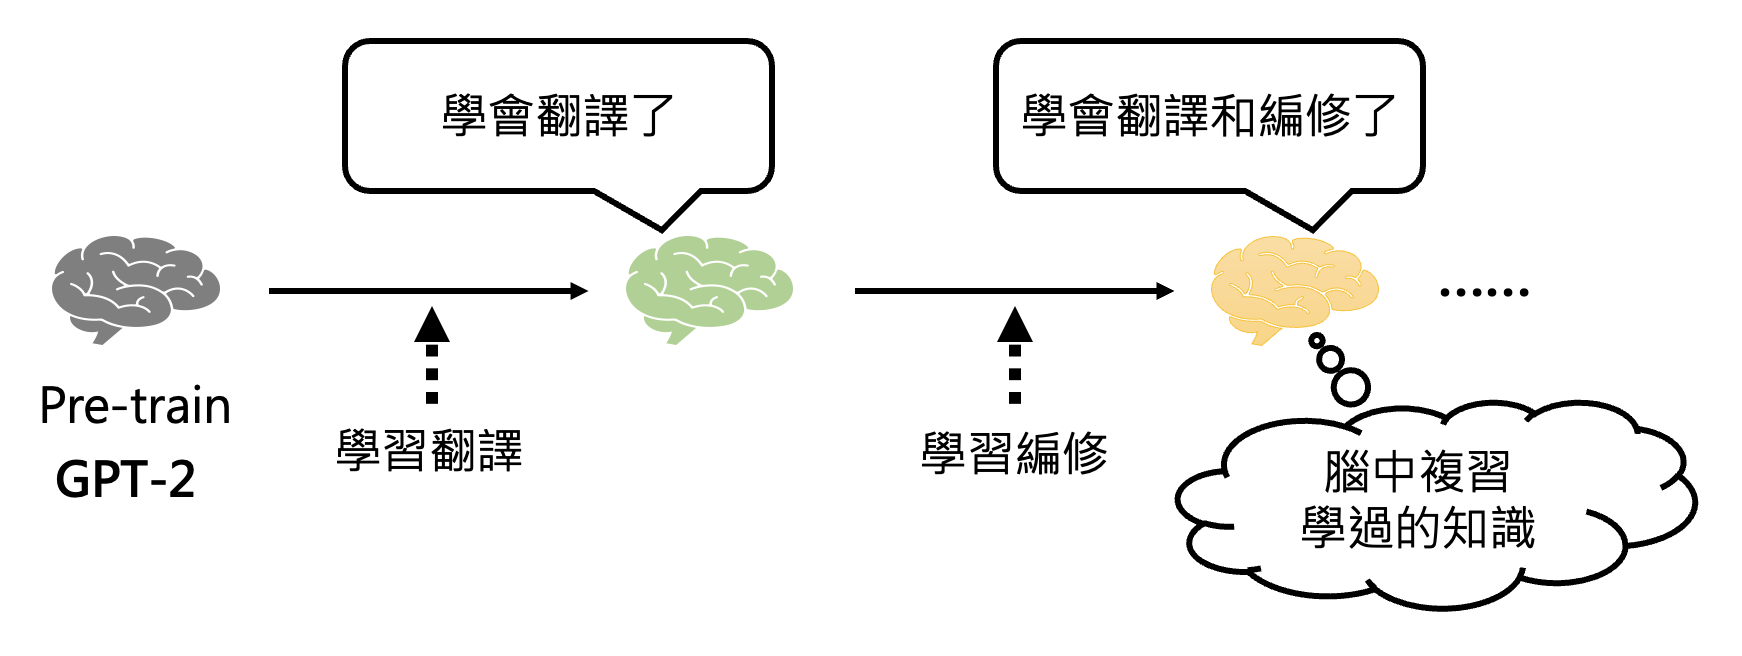 學會翻譯了
學會翻譯和編修了
Pre-train
GPT-2
學習翻譯
學習編修
......
腦中複習
學過的知識